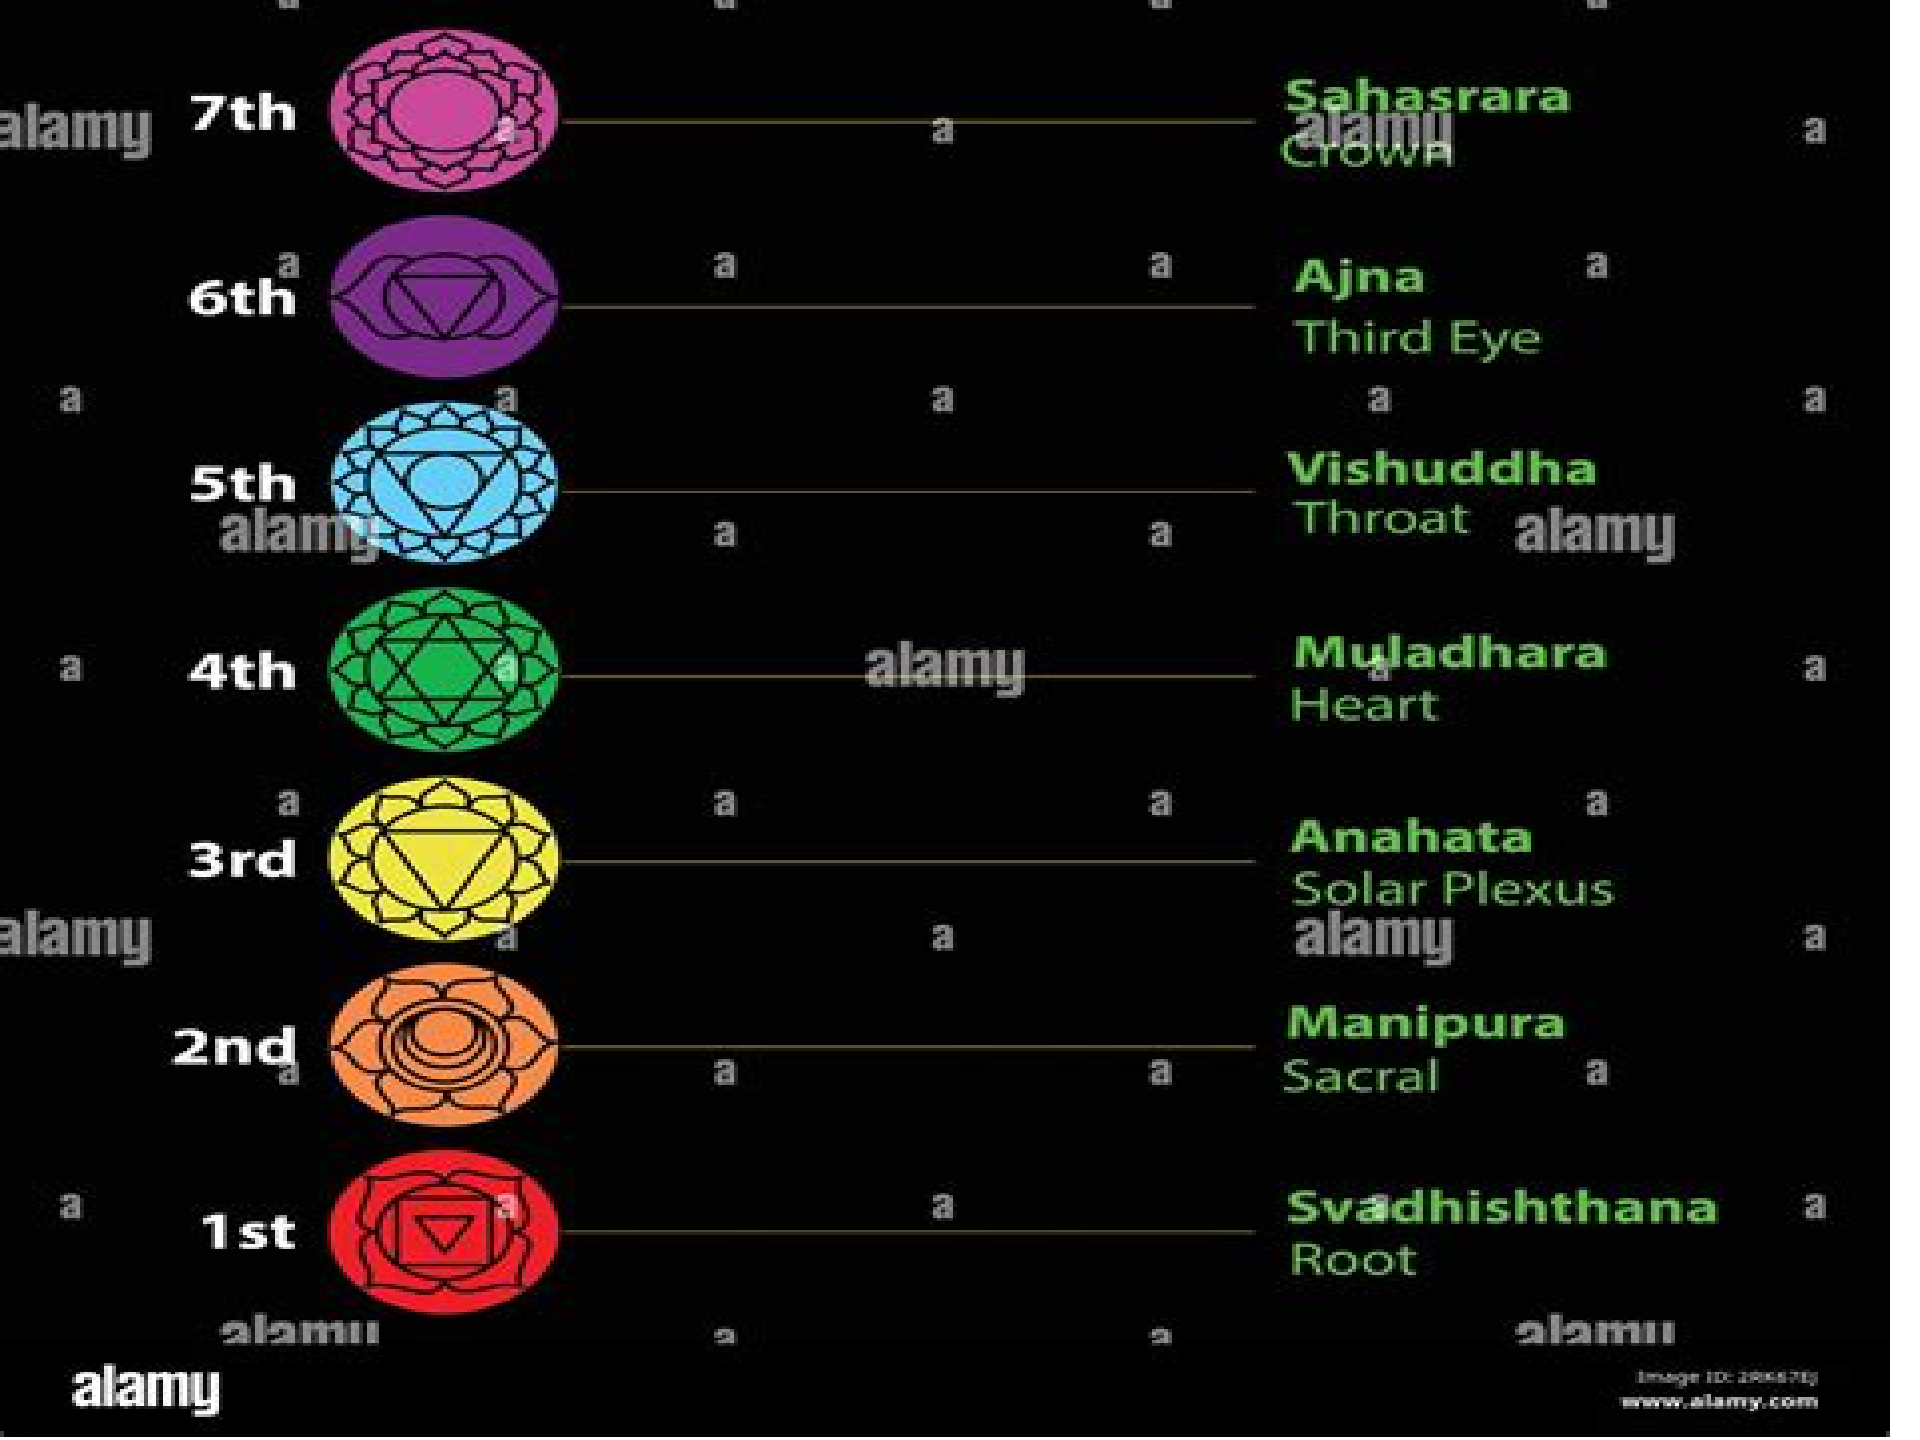 7th
Sahasrara
Crown
6th
Ajna
Third Eye
5th
Vishuddha
Throat
4th
Muladhara
Heart
3rd
Anahata
Solar Plexus
2nd
Manipura
Sacral
1st
Svadhishthana
Root
alamy
www.alamy.com